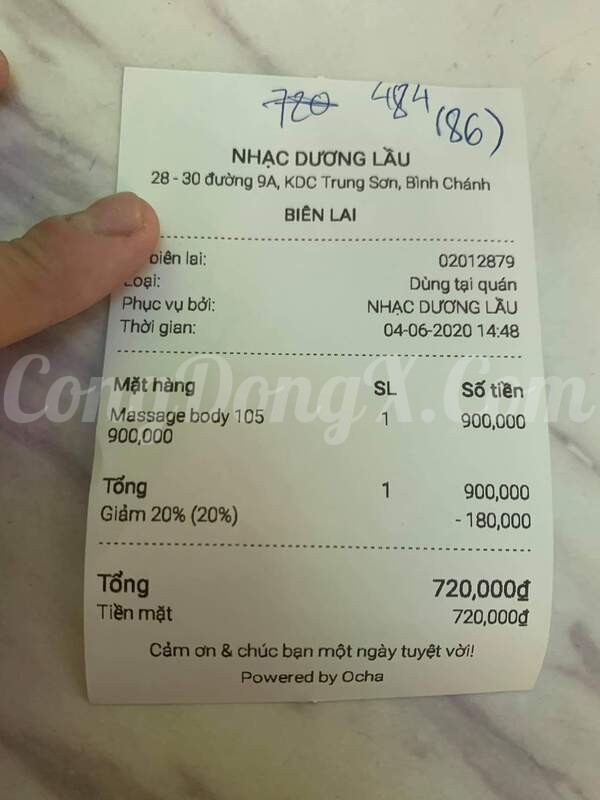 720 484 (86)
NHẠC DƯƠNG LẦU
28 - 30 đường 9A, KDC Trung Sơn, Bình Chánh
BIÊN LAI
biên lai: 02012879
Loại: Dùng tại quán
Phục vụ bởi: NHẠC DƯƠNG LẦU
Thời gian: 04-06-2020 14:48
CongDongX.Com
Mặt hàng SL Số tiền
Massage body 105 1 900,000
900,000
Tổng 1 900,000
Giảm 20% (20%) - 180,000
Tổng 720,000₫
Tiền mặt 720,000₫
Cảm ơn & chúc bạn một ngày tuyệt vời!
Powered by Ocha